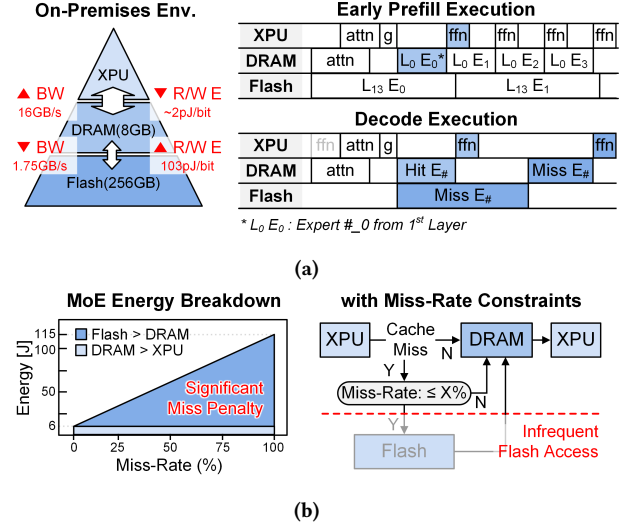 On-Premises Env.
XPU
▲ BW
16GB/s
▼ R/W E
~2pJ/bit
DRAM(8GB)
▼ BW
1.75GB/s
▲ R/W E
103pJ/bit
Flash(256GB)
Early Prefill Execution
XPU attn g ffn ffn ffn ffn
DRAM attn L₀ E₀* L₀ E₁ L₀ E₂ L₀ E₃
Flash L₁₃ E₀ L₁₃ E₁
Decode Execution
XPU ffn attn g ffn ffn
DRAM attn Hit E# Miss E#
Flash Miss E#
* L₀ E₀ : Expert #_0 from 1ˢᵗ Layer
(a)
MoE Energy Breakdown
Energy [J]
115
100
50
6
Flash > DRAM
DRAM > XPU
Significant
Miss Penalty
0 25 50 75 100
Miss-Rate (%)
with Miss-Rate Constraints
XPU
Cache
Miss
N
DRAM
XPU
Y
Miss-Rate: ≤ X%
N
Y
Flash
Infrequent
Flash Access
(b)